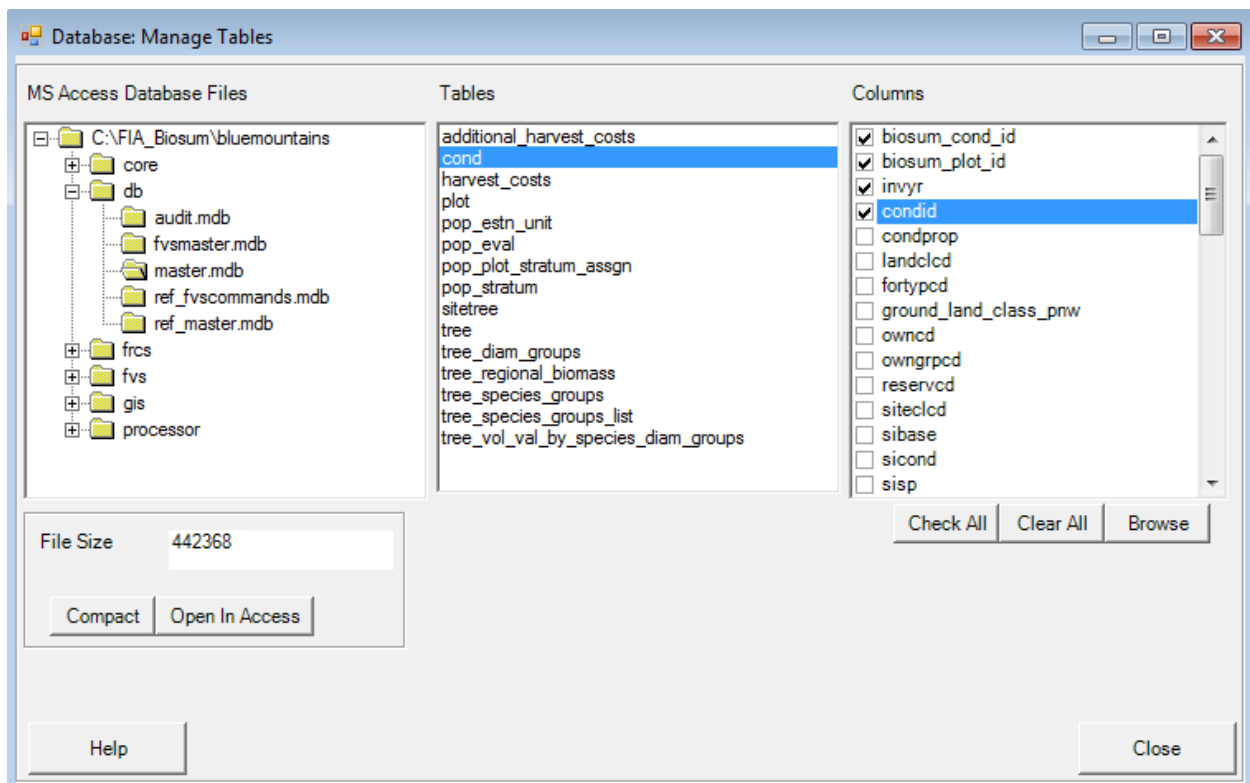 Database: Manage Tables
MS Access Database Files
C:\FIA_Biosum\bluemountains
core
db
audit.mdb
fvsmaster.mdb
master.mdb
ref_fvscommands.mdb
ref_master.mdb
frcs
fvs
gis
processor
Tables
additional_harvest_costs
cond
harvest_costs
plot
pop_estn_unit
pop_eval
pop_plot_stratum_assgn
pop_stratum
sitetree
tree
tree_diam_groups
tree_regional_biomass
tree_species_groups
tree_species_groups_list
tree_vol_val_by_species_diam_groups
Columns
biosum_cond_id
biosum_plot_id
invyr
condid
condprop
landclcd
fortypcd
ground_land_class_pnw
owncd
owngrpcd
reservcd
siteclcd
sibase
sicond
sisp
Check All Clear All Browse
File Size 442368
Compact Open In Access
Help Close